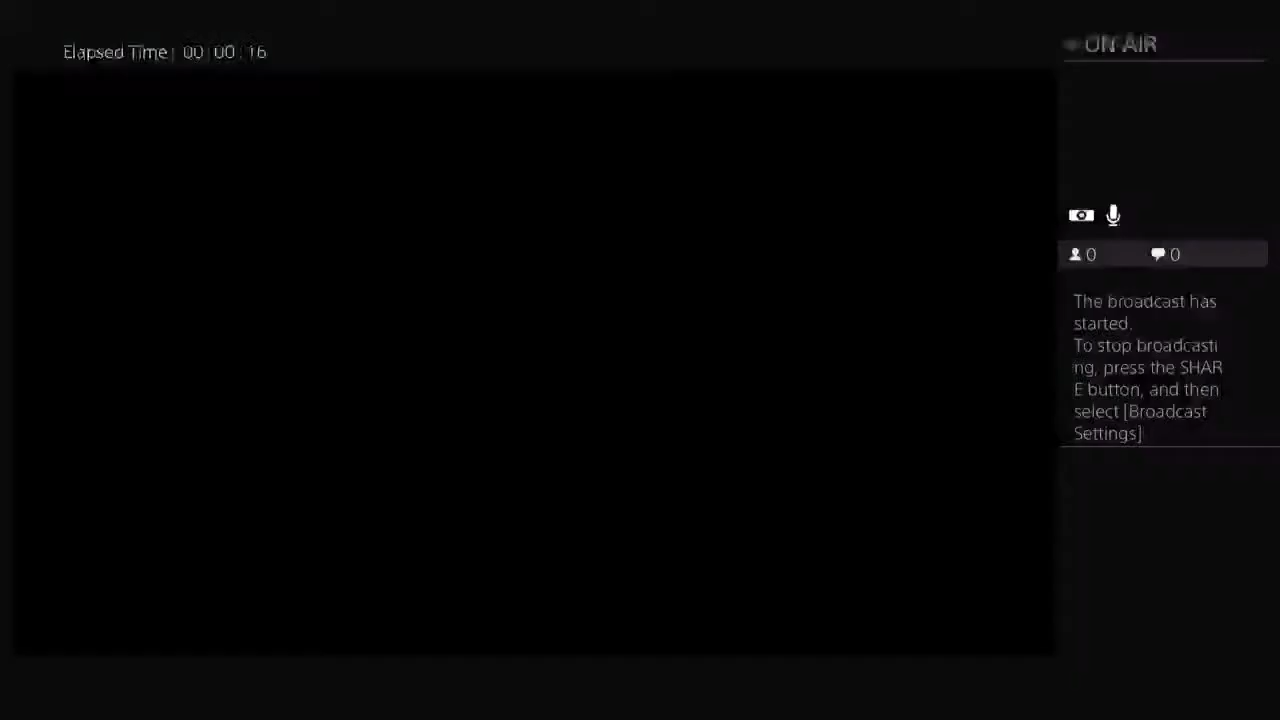 Elapsed Time : 00 : 00 : 16
ON AIR
0 0
The broadcast has
started.
To stop broadcasti
ng, press the SHAR
E button, and then
select [Broadcast
Settings]